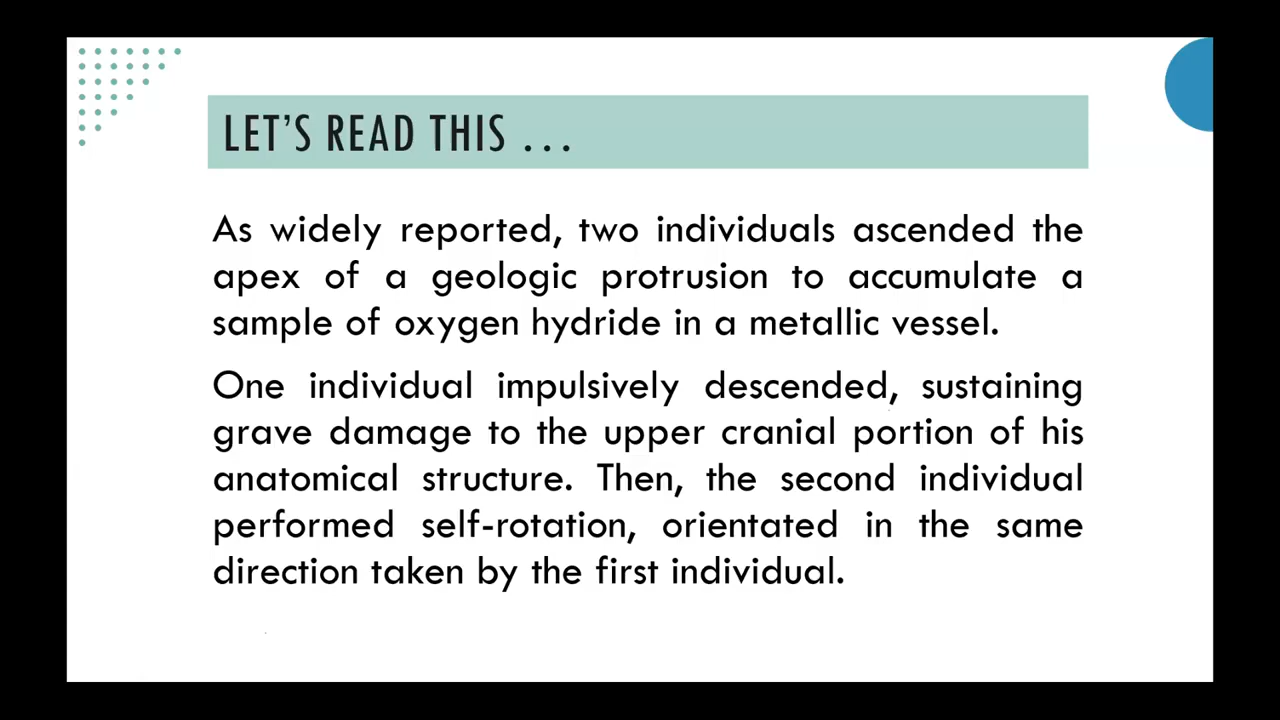 LET'S READ THIS ...
As widely reported, two individuals ascended the
apex of a geologic protrusion to accumulate a
sample of oxygen hydride in a metallic vessel.
One individual impulsively descended, sustaining
grave damage to the upper cranial portion of his
anatomical structure. Then, the second individual
performed self-rotation, orientated in the same
direction taken by the first individual.